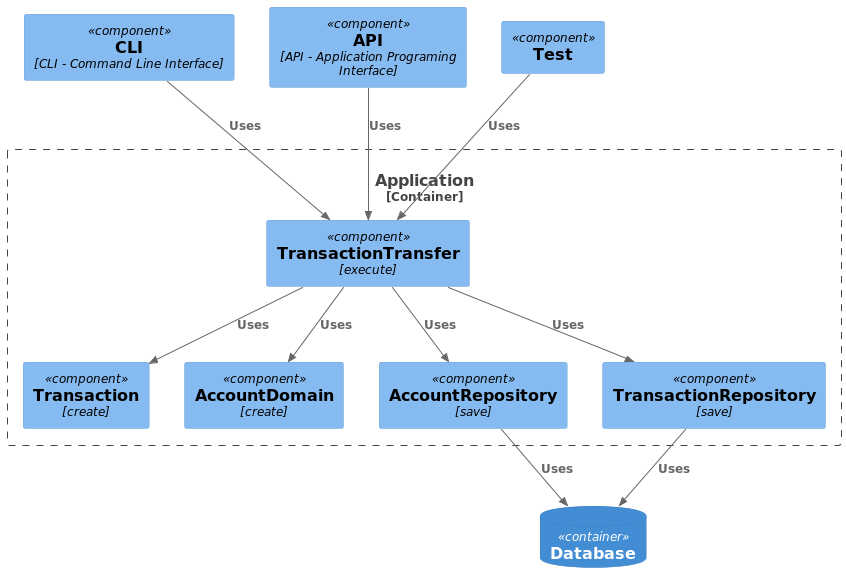 «component»
CLI
[CLI - Command Line Interface]
«component»
API
[API - Application Programing
Interface]
«component»
Test
Uses
Uses
Uses
Application
[Container]
«component»
TransactionTransfer
[execute]
Uses
Uses
Uses
Uses
«component»
Transaction
[create]
«component»
AccountDomain
[create]
«component»
AccountRepository
[save]
«component»
TransactionRepository
[save]
Uses
Uses
«container»
Database